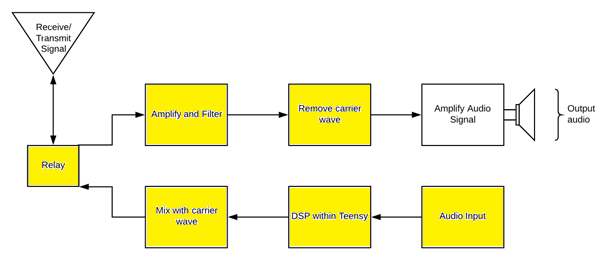 Receive/
Transmit
Signal
Amplify and Filter
Remove carrier
wave
Amplify Audio
Signal
Output
audio
Relay
Mix with carrier
wave
DSP within Teensy
Audio Input